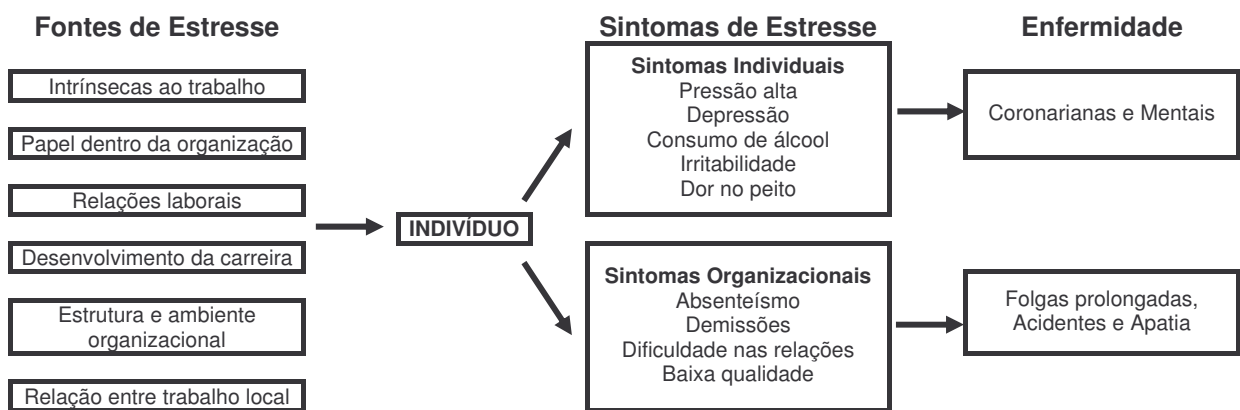 Fontes de Estresse
Intrínsecas ao trabalho
Papel dentro da organização
Relações laborais
Desenvolvimento da carreira
Estrutura e ambiente
organizacional
Relação entre trabalho local
INDIVÍDUO
Sintomas de Estresse
Sintomas Individuais
Pressão alta
Depressão
Consumo de álcool
Irritabilidade
Dor no peito
Sintomas Organizacionais
Absenteísmo
Demissões
Dificuldade nas relações
Baixa qualidade
Enfermidade
Coronarianas e Mentais
Folgas prolongadas,
Acidentes e Apatia